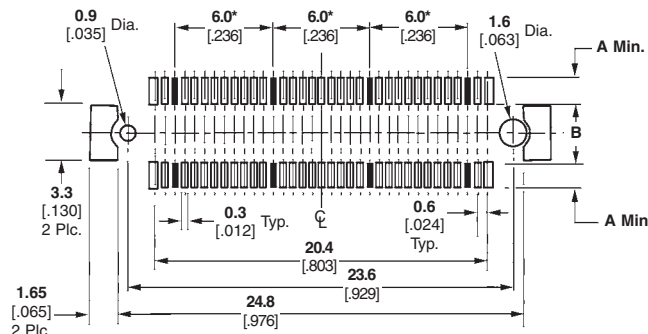 0.9
[.035] Dia.
6.0* 6.0* 6.0*
[.236] [.236] [.236]
1.6
[.063] Dia.
A Min.
B
3.3
[.130]
2 Plc.
0.3
[.012] Typ.
℄
0.6
[.024]
Typ.
A Min
20.4
[.803]
23.6
[.929]
1.65
[.065]
2 Plc
24.8
[.976]